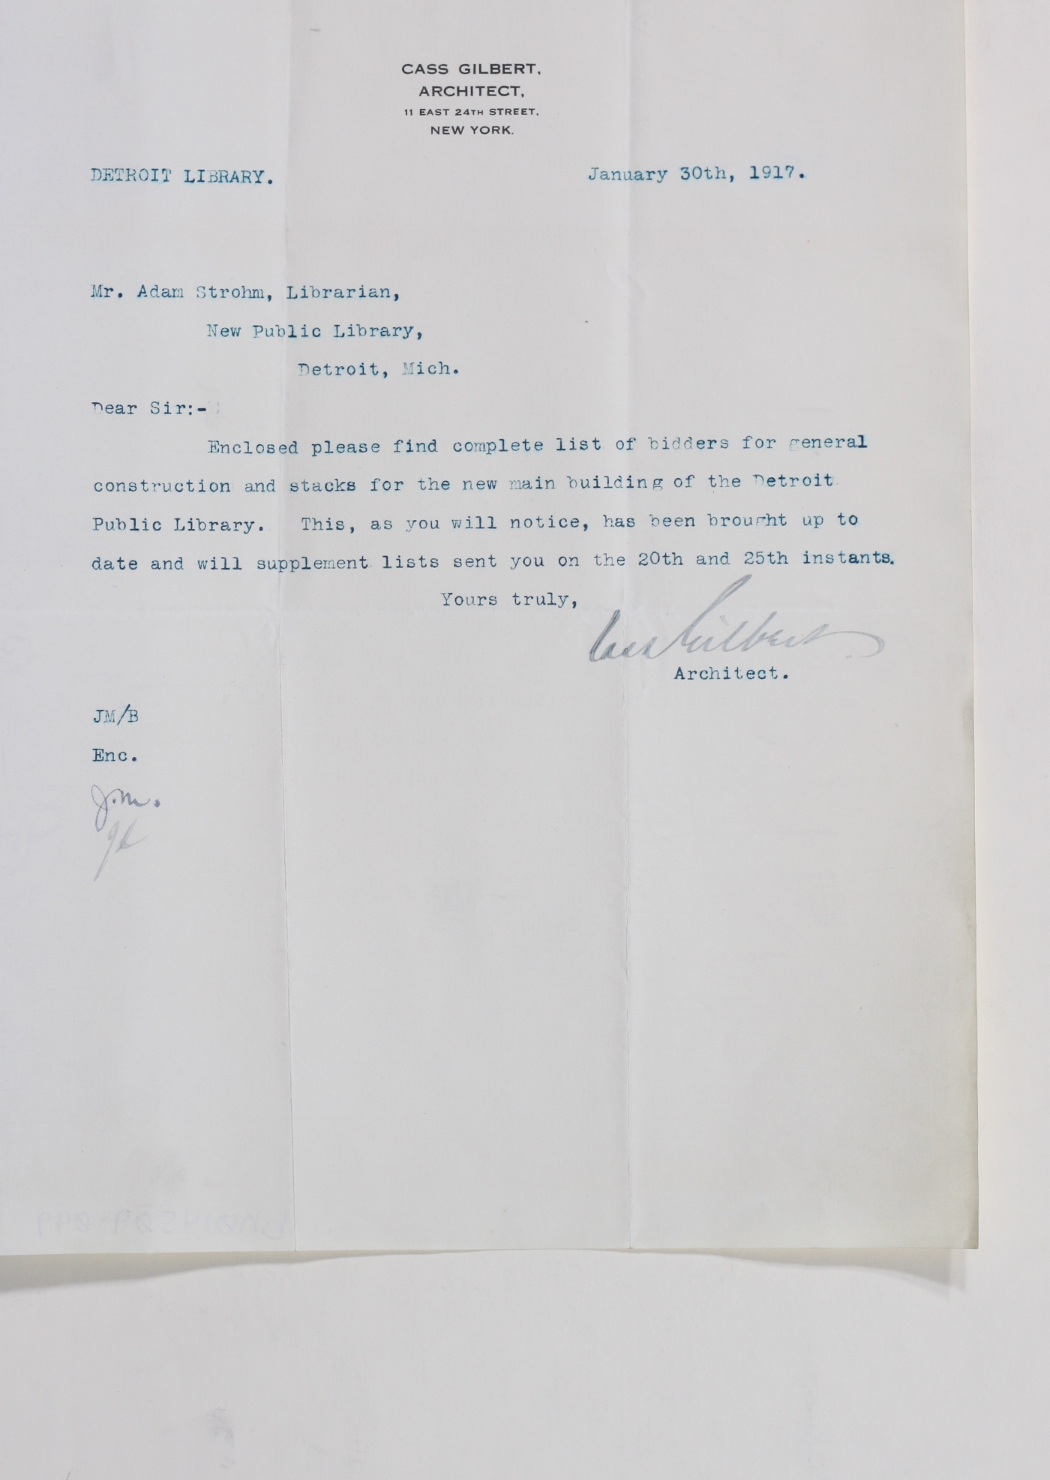 CASS GILBERT,
ARCHITECT,
11 EAST 24TH STREET,
NEW YORK.
DETROIT LIBRARY. January 30th, 1917.
Mr. Adam Strohm, Librarian,
New Public Library,
Detroit, Mich.
Dear Sir:-
Enclosed please find complete list of bidders for general
construction and stacks for the new main building of the Detroit
Public Library. This, as you will notice, has been brought up to
date and will supplement lists sent you on the 20th and 25th instants.
Yours truly,
Cass Gilbert
Architect.
JM/B
Enc.
J.M.